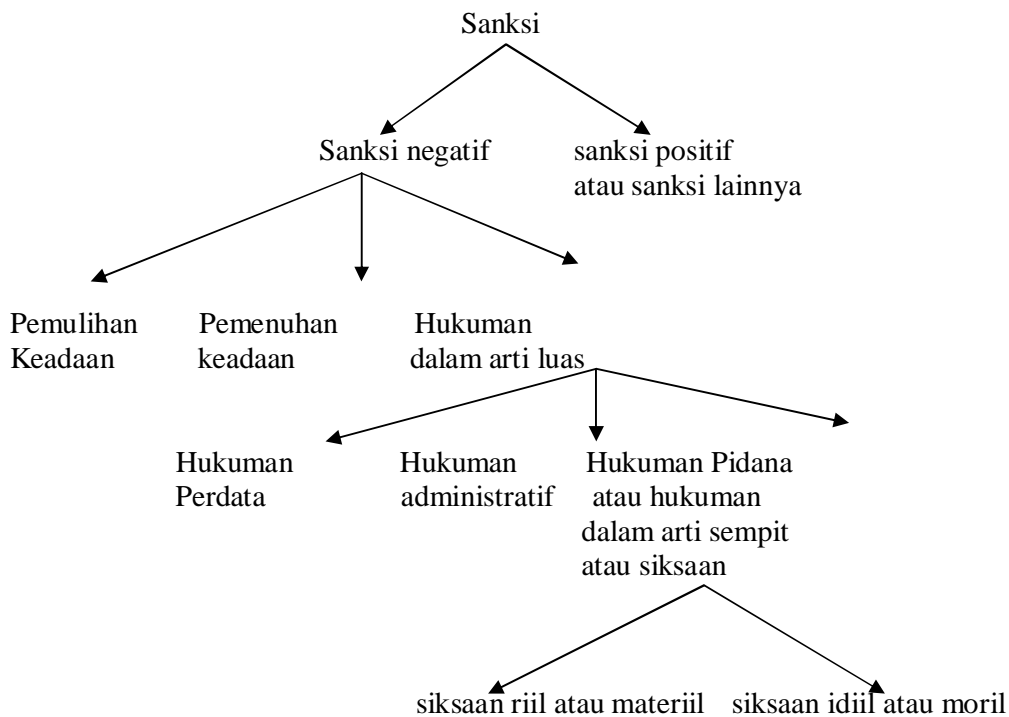 Sanksi
Sanksi negatif
sanksi positif
atau sanksi lainnya
Pemulihan
Keadaan
Pemenuhan
keadaan
Hukuman
dalam arti luas
Hukuman
Perdata
Hukuman
administratif
Hukuman Pidana
atau hukuman
dalam arti sempit
atau siksaan
siksaan riil atau materiil
siksaan idiil atau moril